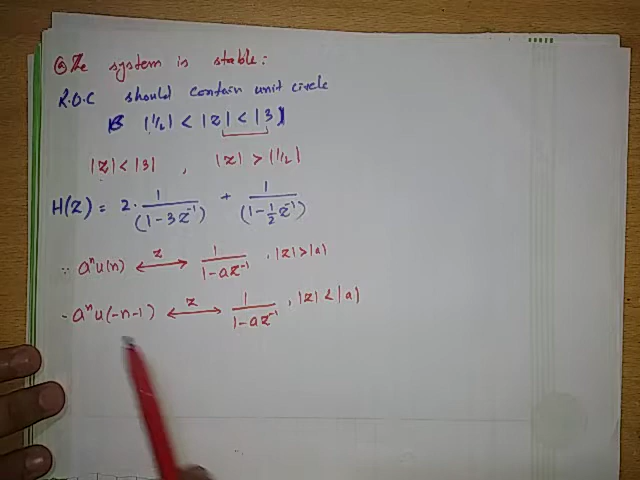 ⓐ The system is stable:
R.O.C should contain unit circle
|1/2| < |z| < |3|
|z| < |3| , |z| > |1/2|
H(z) = 2 · 1/(1-3z⁻¹) + 1/(1-½z⁻¹)
∵ aⁿu(n) ⟷z 1/(1-az⁻¹) , |z| > |a|
- aⁿu(-n-1) ⟷z 1/(1-az⁻¹) , |z| < |a|